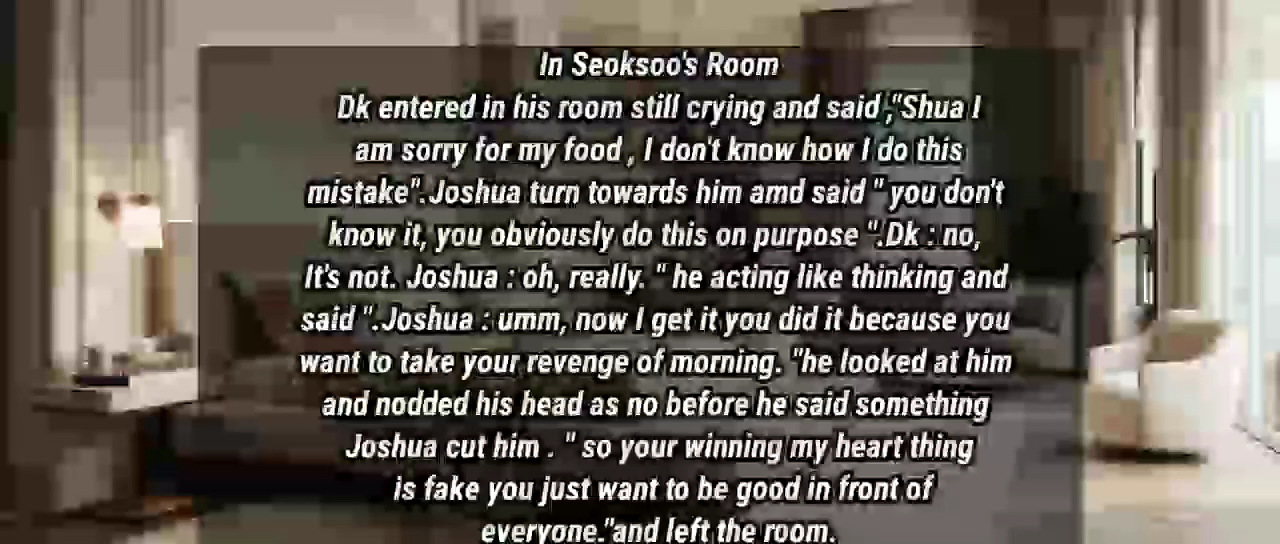 In Seoksoo's Room
Dk entered in his room still crying and said ,"Shua I
am sorry for my food , I don't know how I do this
mistake".Joshua turn towards him amd said " you don't
know it, you obviously do this on purpose ".Dk : no,
It's not. Joshua : oh, really. " he acting like thinking and
said ".Joshua : umm, now I get it you did it because you
want to take your revenge of morning. "he looked at him
and nodded his head as no before he said something
Joshua cut him . " so your winning my heart thing
is fake you just want to be good in front of
everyone."and left the room.